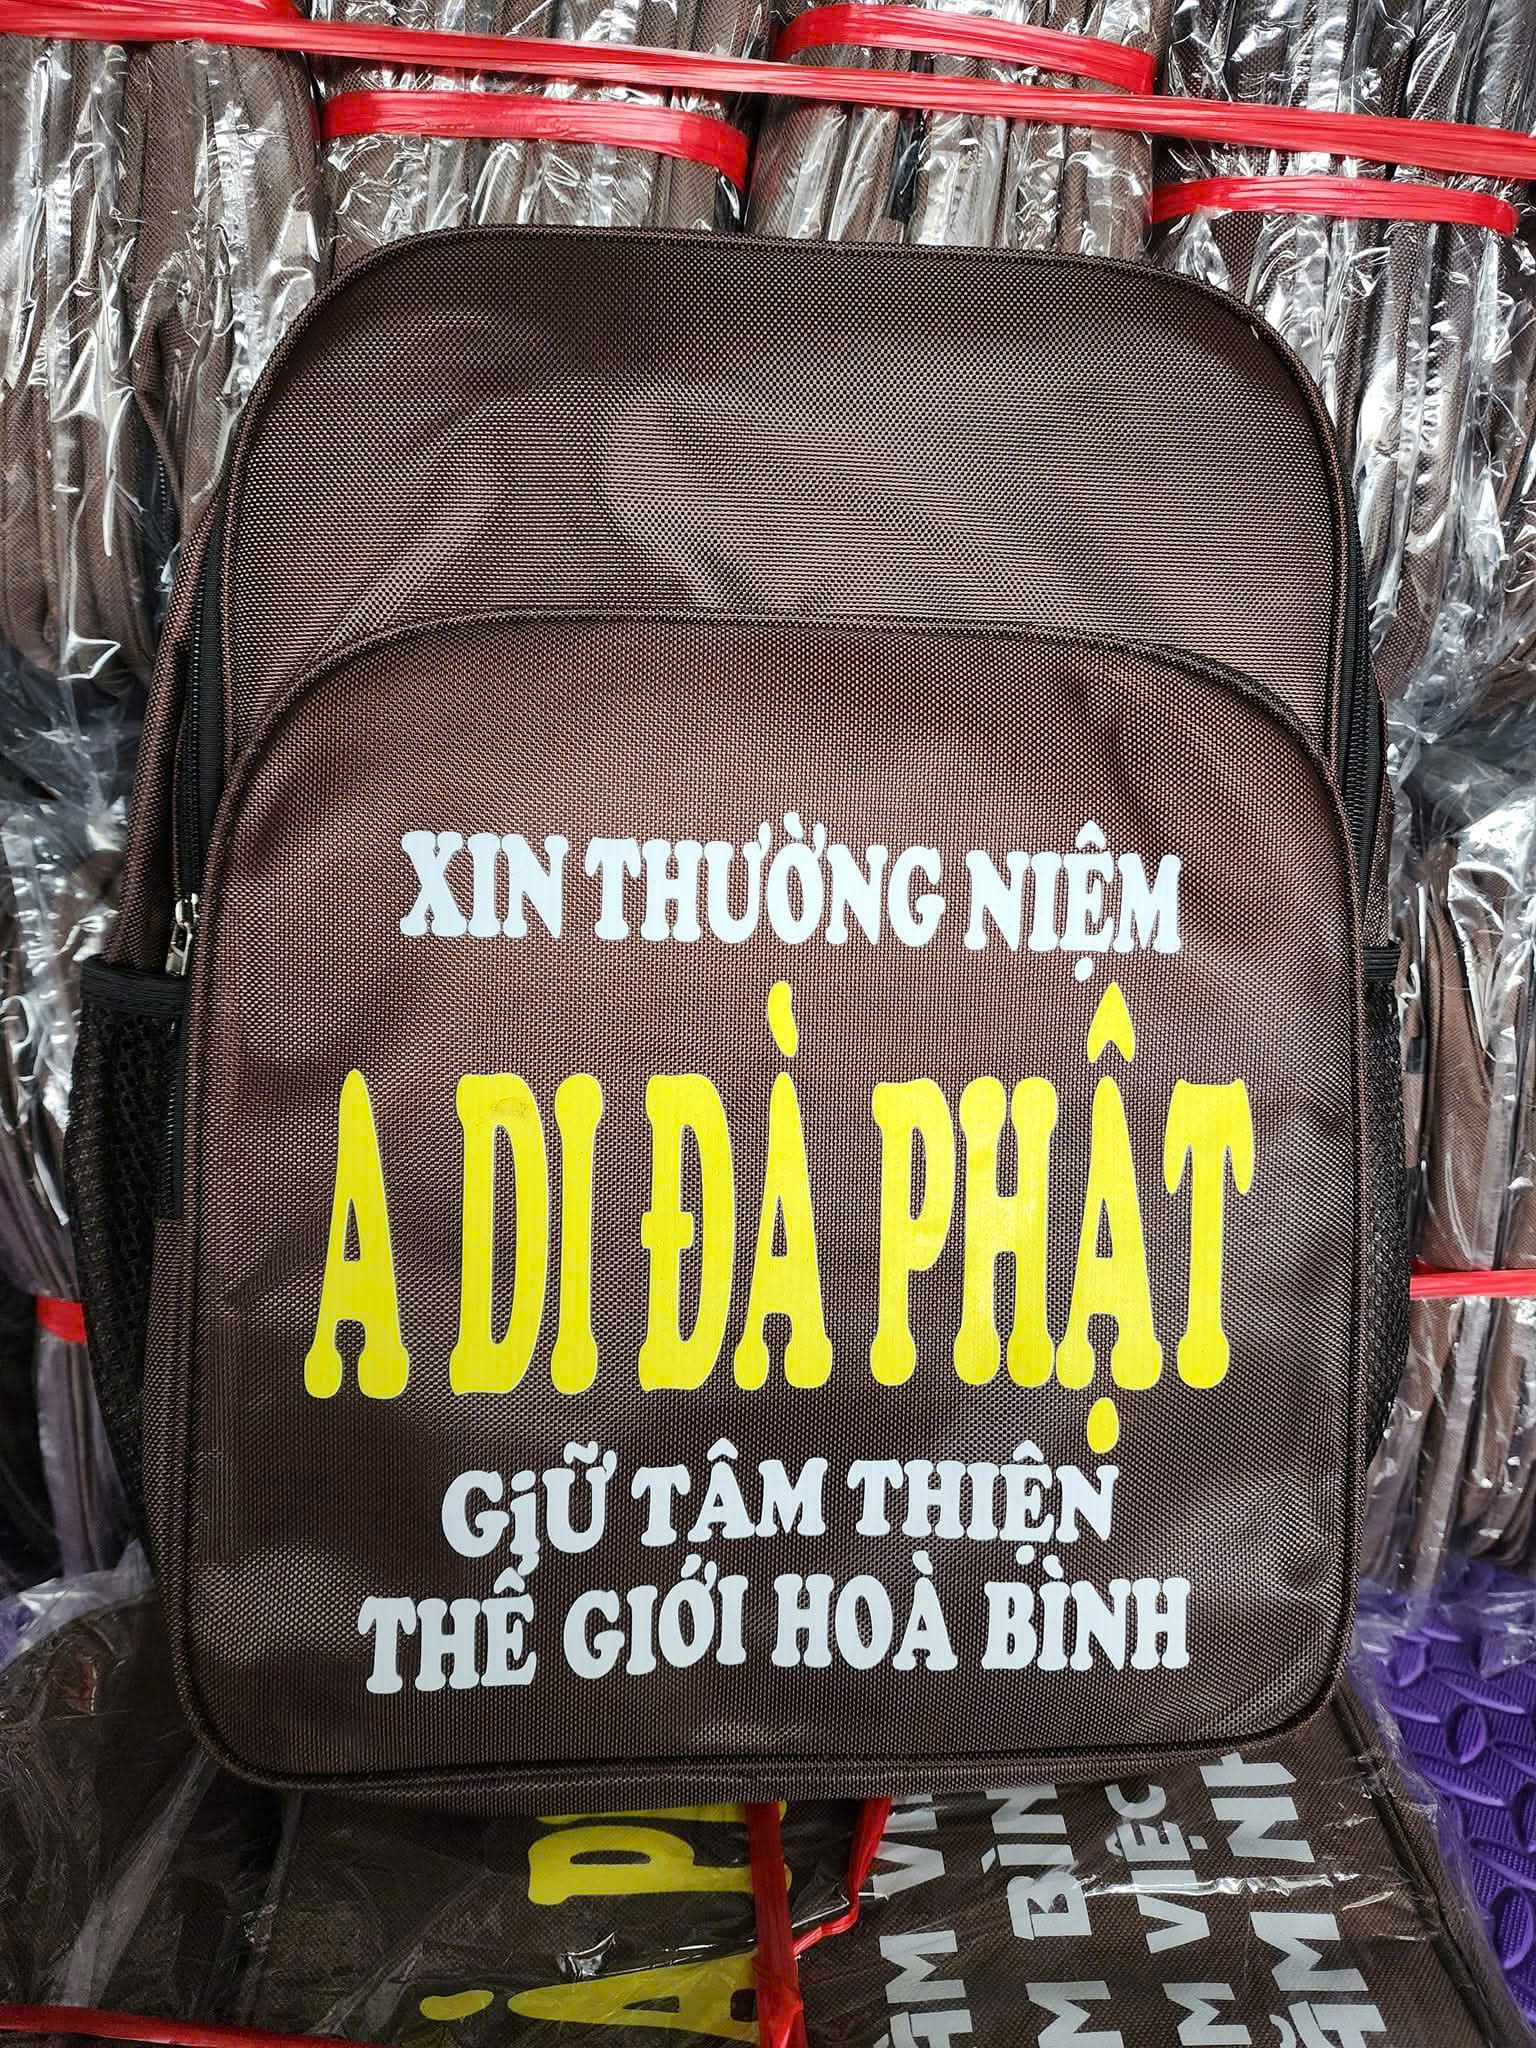 XIN THƯỜNG NIỆM
A DI ĐÀ PHẬT
GiỮ TÂM THIỆN
THẾ GIỚI HOÀ BÌNH